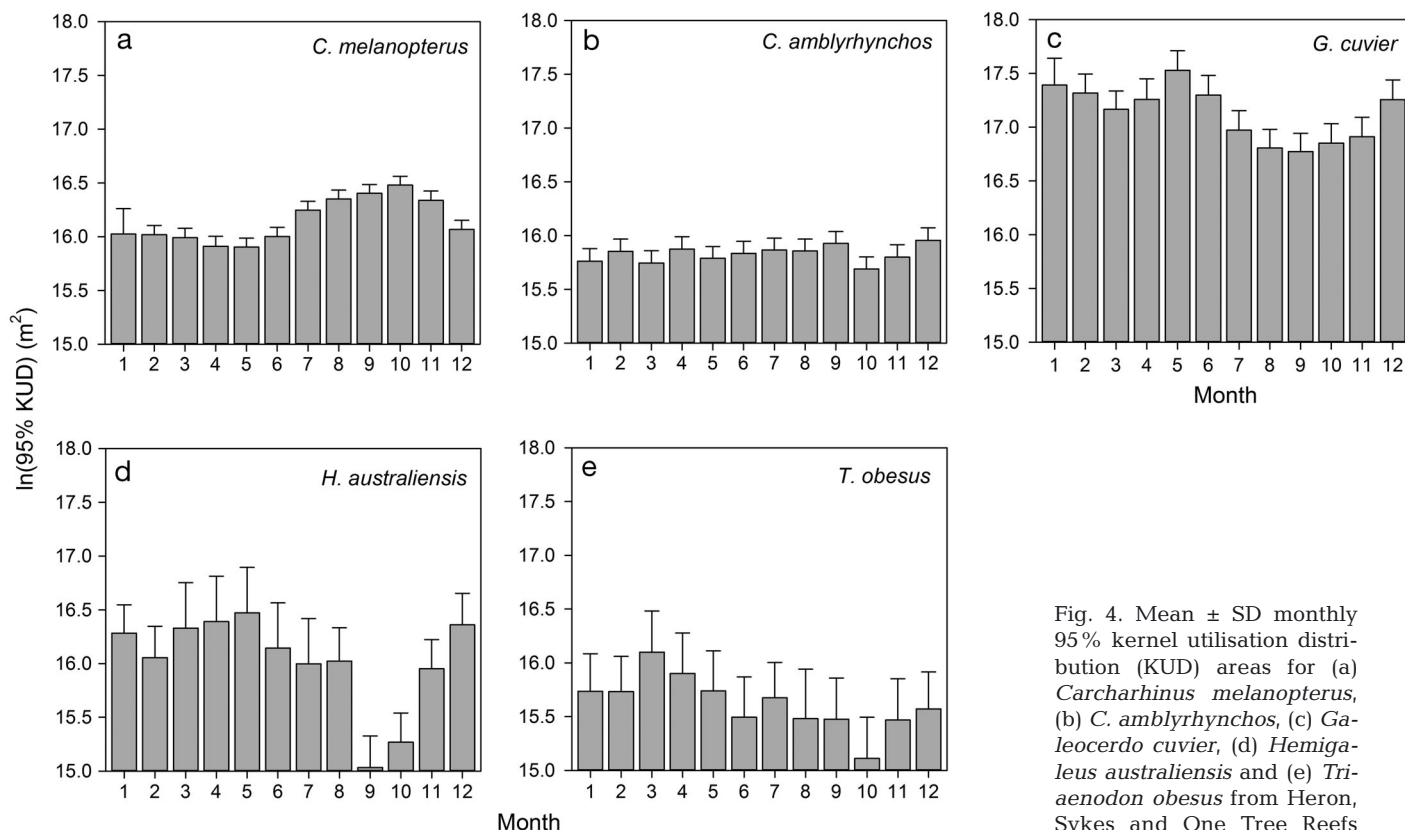 a
C. melanopterus
18.0
17.5
17.0
16.5
16.0
15.5
15.0
1 2 3 4 5 6 7 8 9 10 11 12
b
C. amblyrhynchos
18.0
17.5
17.0
16.5
16.0
15.5
15.0
1 2 3 4 5 6 7 8 9 10 11 12
c
G. cuvier
18.0
17.5
17.0
16.5
16.0
15.5
15.0
1 2 3 4 5 6 7 8 9 10 11 12
Month
ln(95% KUD) (m²)
d
H. australiensis
18.0
17.5
17.0
16.5
16.0
15.5
15.0
1 2 3 4 5 6 7 8 9 10 11 12
e
T. obesus
18.0
17.5
17.0
16.5
16.0
15.5
15.0
1 2 3 4 5 6 7 8 9 10 11 12
Month
Fig. 4. Mean ± SD monthly
95% kernel utilisation distri-
bution (KUD) areas for (a)
Carcharhinus melanopterus,
(b) C. amblyrhynchos, (c) Ga-
leocerdo cuvier, (d) Hemiga-
leus australiensis and (e) Tri-
aenodon obesus from Heron,
Sykes and One Tree Reefs